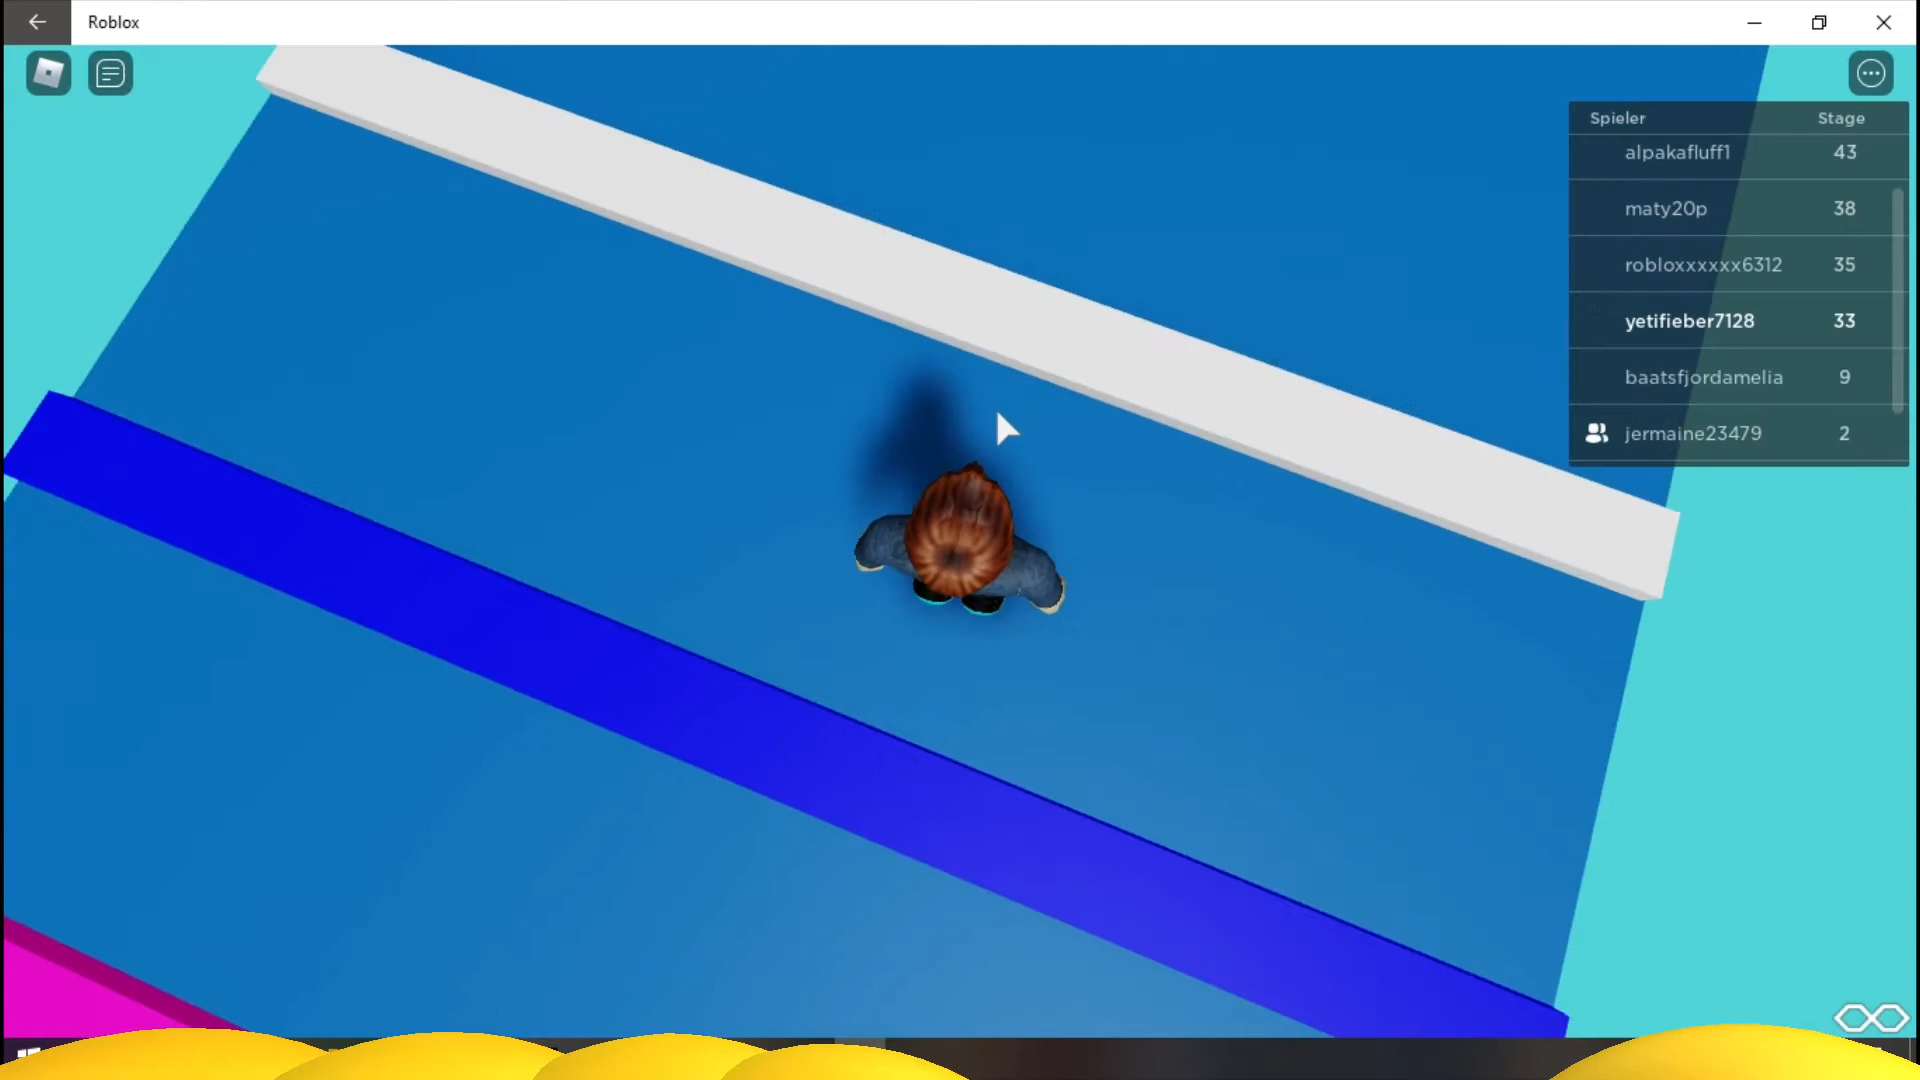 Roblox
Spieler Stage
alpakafluff1 43
maty20p 38
robloxxxxxx6312 35
yetifieber7128 33
baatsfjordamelia 9
jermaine23479 2